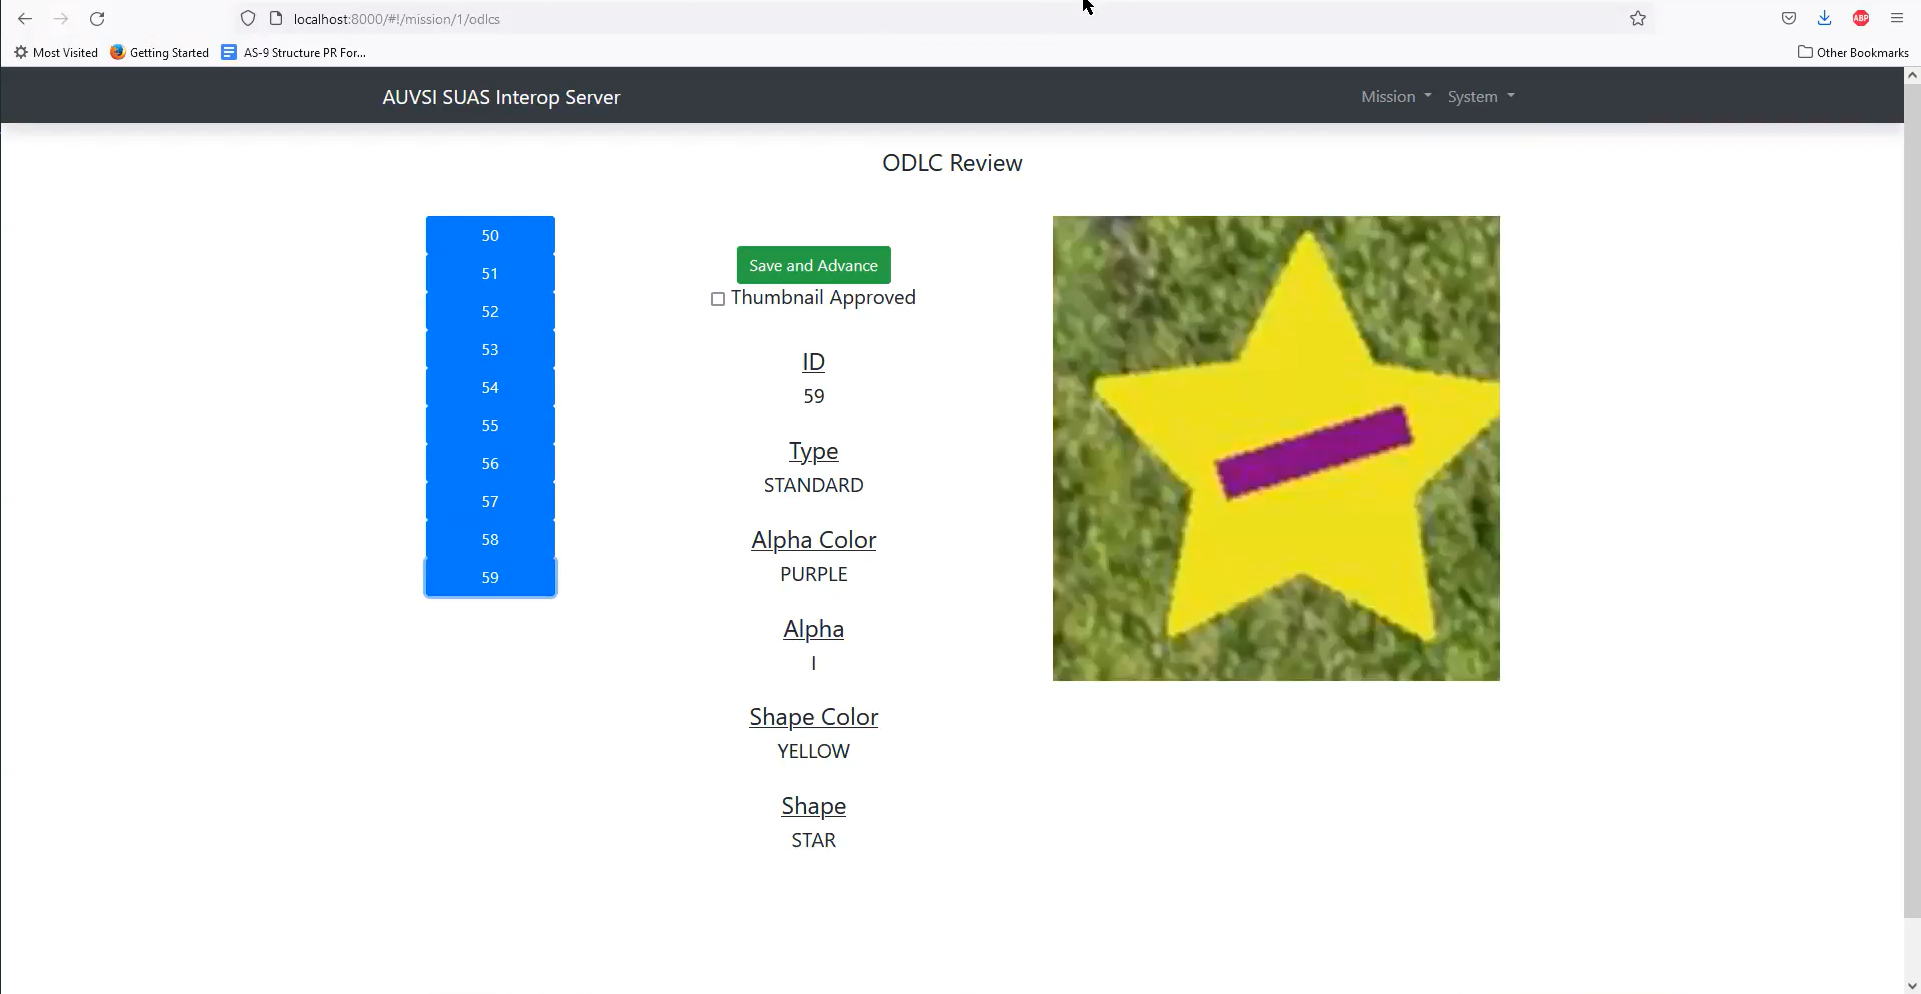 localhost:8000/#!/mission/1/odlcs
ABP
Most Visited
Getting Started
AS-9 Structure PR For...
Other Bookmarks
AUVSI SUAS Interop Server
Mission
System
ODLC Review
50
51
52
53
54
55
56
57
58
59
Save and Advance
Thumbnail Approved
ID
59
Type
STANDARD
Alpha Color
PURPLE
Alpha
I
Shape Color
YELLOW
Shape
STAR